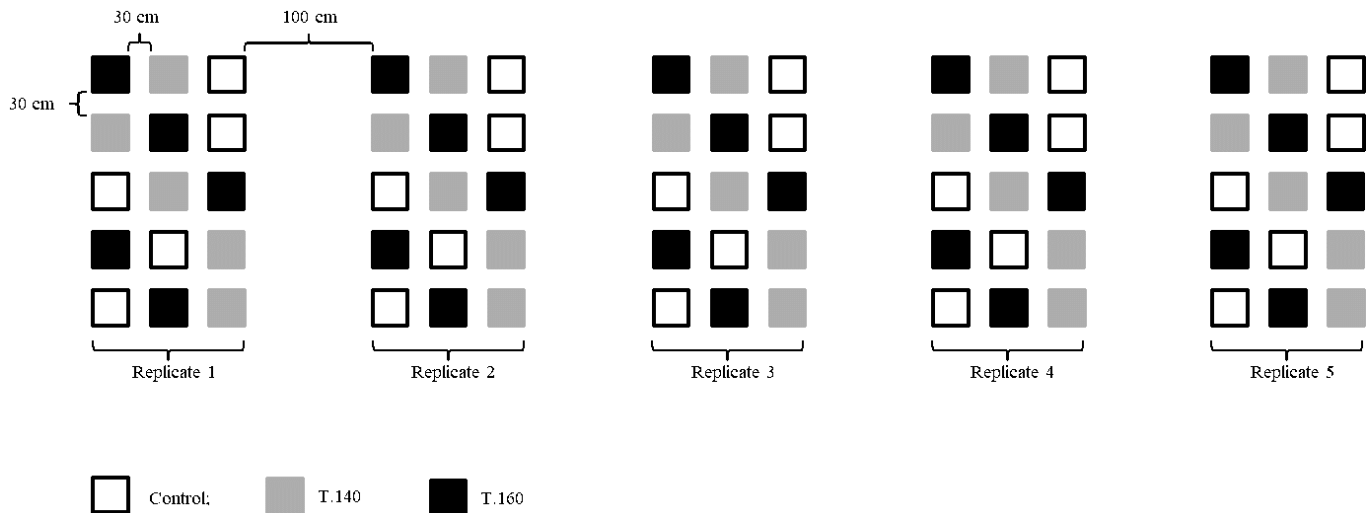 30 cm
100 cm
30 cm
Replicate 1
Replicate 2
Replicate 3
Replicate 4
Replicate 5
Control;
T.140
T.160